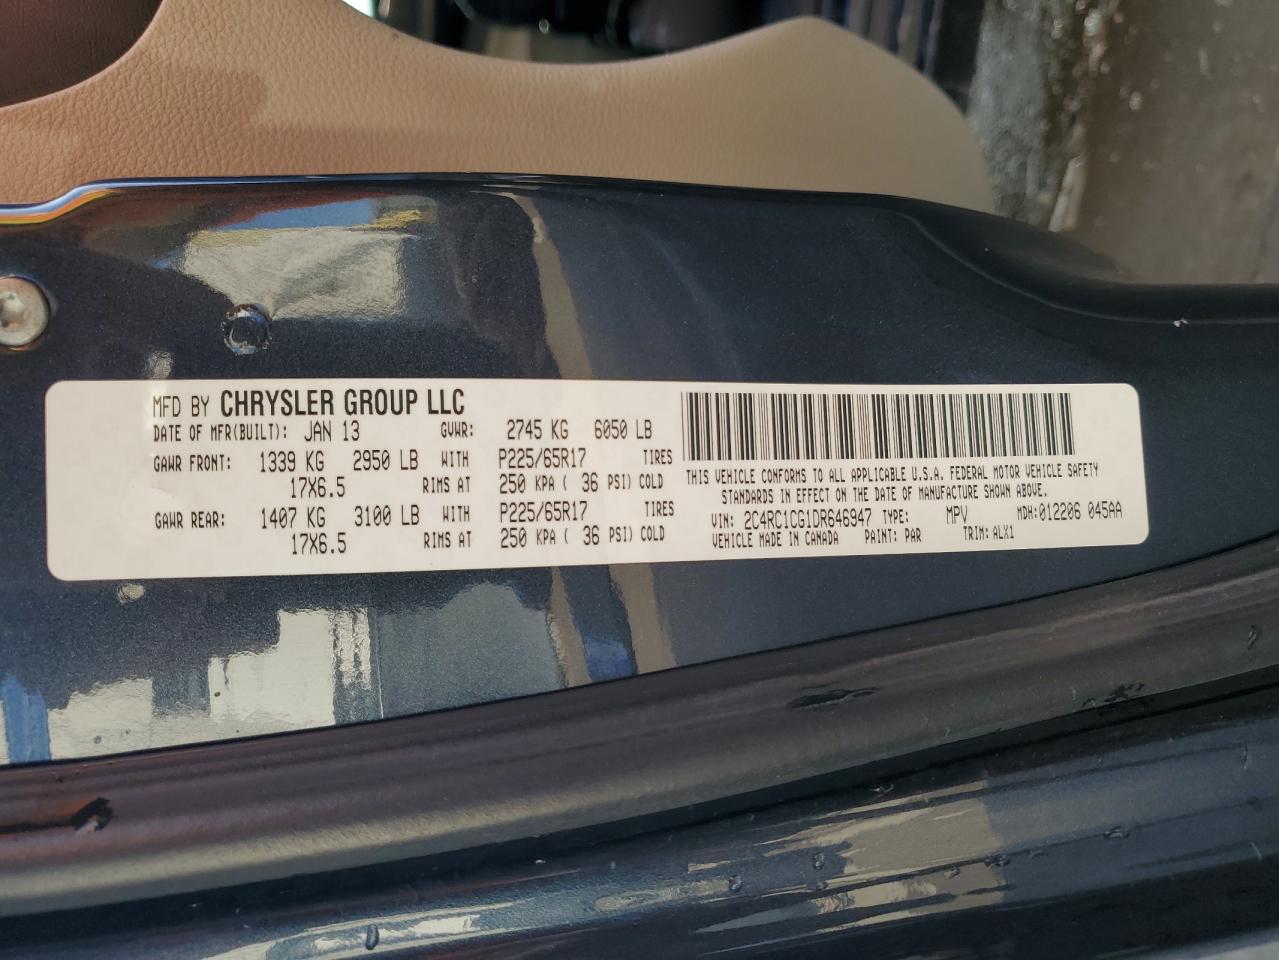 MFD BY CHRYSLER GROUP LLC
DATE OF MFR(BUILT): JAN 13 GVWR: 2745 KG 6050 LB
GAWR FRONT: 1339 KG 2950 LB WITH P225/65R17 TIRES
17X6.5 RIMS AT 250 KPA ( 36 PSI) COLD
GAWR REAR: 1407 KG 3100 LB WITH P225/65R17 TIRES
17X6.5 RIMS AT 250 KPA ( 36 PSI) COLD
THIS VEHICLE CONFORMS TO ALL APPLICABLE U.S.A. FEDERAL MOTOR VEHICLE SAFETY
STANDARDS IN EFFECT ON THE DATE OF MANUFACTURE SHOWN ABOVE.
VIN: 2C4RC1CG1DR646947 TYPE: MPV MDH:012206 045AA
VEHICLE MADE IN CANADA PAINT: PAR TRIM: ALX1